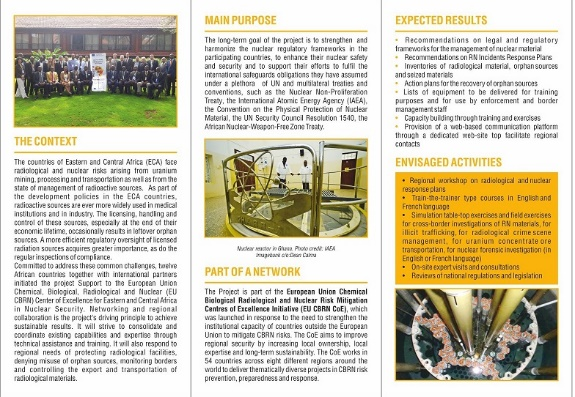 THE CONTEXT
The countries of Eastern and Central Africa (ECA) face
radiological and nuclear risks arising from uranium
mining, processing and transportation as well as from the
state of management of radioactive sources. As part of
the development policies in the ECA countries,
radioactive sources are ever more widely used in medical
institutions and in industry. The licensing, handling and
control of these sources, especially at the end of their
economic lifetime, occasionally results in leftover orphan
sources. A more efficient regulatory oversight of licensed
radiation sources acquires greater importance, as do the
regular inspections of compliance.
Committed to address these common challenges, twelve
African countries together with international partners
initiated the project Support to the European Union
Chemical, Biological, Radiological and Nuclear (EU
CBRN) Center of Excellence for Eastern and Central Africa
in Nuclear Security. Networking and regional
collaboration is the project's driving principle to achieve
sustainable results. It will strive to consolidate and
coordinate existing capabilities and expertise through
technical assistance and training. It will also respond to
regional needs of protecting radiological facilities,
denying misuse of orphan sources, monitoring borders
and controlling the export and transportation of
radiological materials.
MAIN PURPOSE
The long-term goal of the project is to strengthen and
harmonize the nuclear regulatory frameworks in the
participating countries, to enhance their nuclear safety
and security and to support their efforts to fulfil the
international safeguards obligations they have assumed
under a plethora of UN and multilateral treaties and
conventions, such as the Nuclear Non-Proliferation
Treaty, the International Atomic Energy Agency (IAEA),
the Convention on the Physical Protection of Nuclear
Material, the UN Security Council Resolution 1540, the
African Nuclear-Weapon-Free Zone Treaty.
Nuclear reactor in Ghana. Photo credit: IAEA
Imagebank c/o Dean Calma
PART OF A NETWORK
The Project is part of the European Union Chemical
Biological Radiological and Nuclear Risk Mitigation
Centres of Excellence Initiative (EU CBRN CoE), which
was launched in response to the need to strengthen the
institutional capacity of countries outside the European
Union to mitigate CBRN risks. The CoE aims to improve
regional security by increasing local ownership, local
expertise and long-term sustainability. The CoE works in
54 countries across eight different regions around the
world to deliver thematically diverse projects in CBRN risk
prevention, preparedness and response.
EXPECTED RESULTS
• Recommendations on legal and regulatory
frameworks for the management of nuclear material
• Recommendations on RN Incidents Response Plans
• Inventories of radiological material, orphan sources
and seized materials
• Action plans for the recovery of orphan sources
• Lists of equipment to be delivered for training
purposes and for use by enforcement and border
management staff
• Capacity building through training and exercises
• Provision of a web-based communication platform
through a dedicated web-site top facilitate regional
contacts
ENVISAGED ACTIVITIES
• Regional workshop on radiological and nuclear
response plans
• Train-the-trainer type courses in English and
French language
• Simulation table-top exercises and field exercises
for cross-border investigations of RN materials, for
illicit trafficking, for radiological crime scene
management, for uranium concentrate ore
transportation, for nuclear forensic investigation (in
English or French language)
• On-site expert visits and consultations
• Reviews of national regulations and legislation